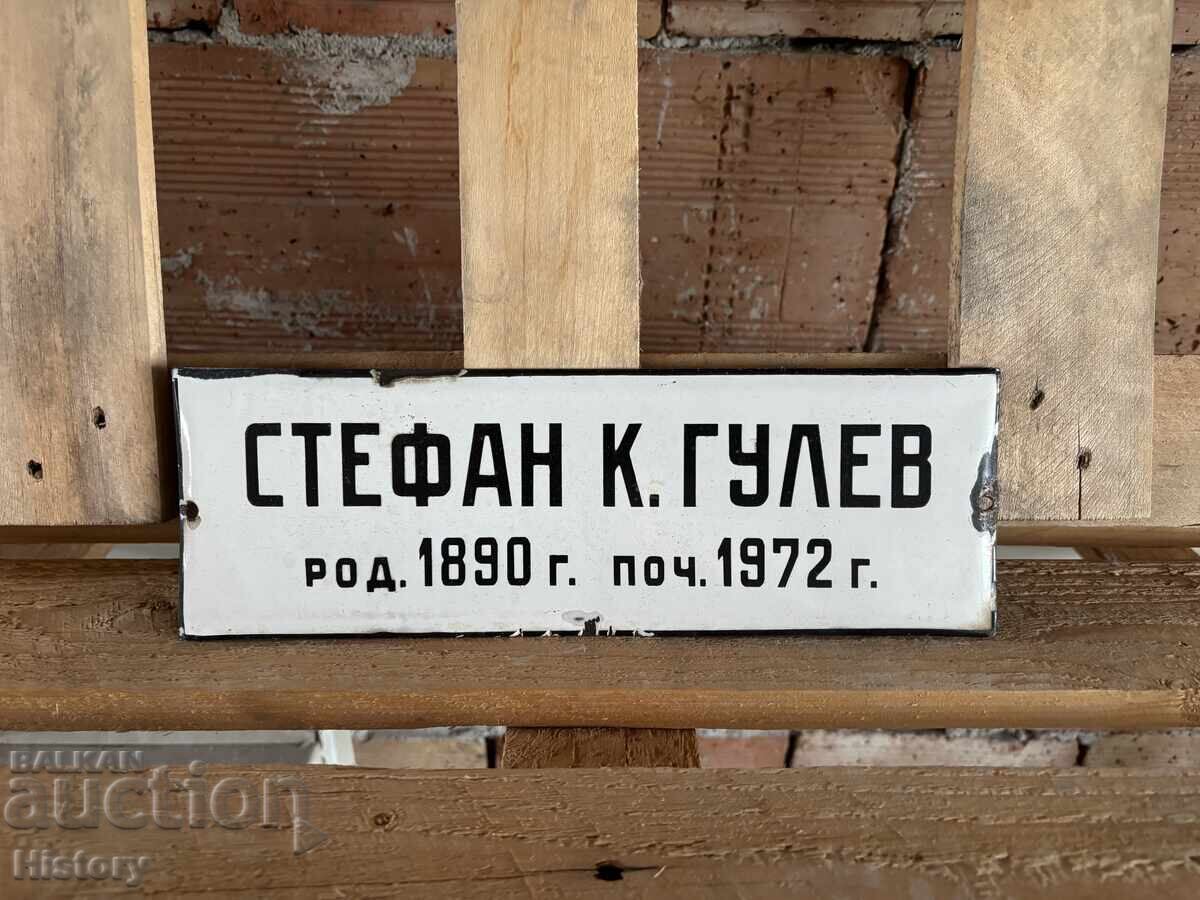 СТЕФАН К. ГУЛЕВ
род. 1890 г. поч. 1972 г.
BALKAN
auction
History